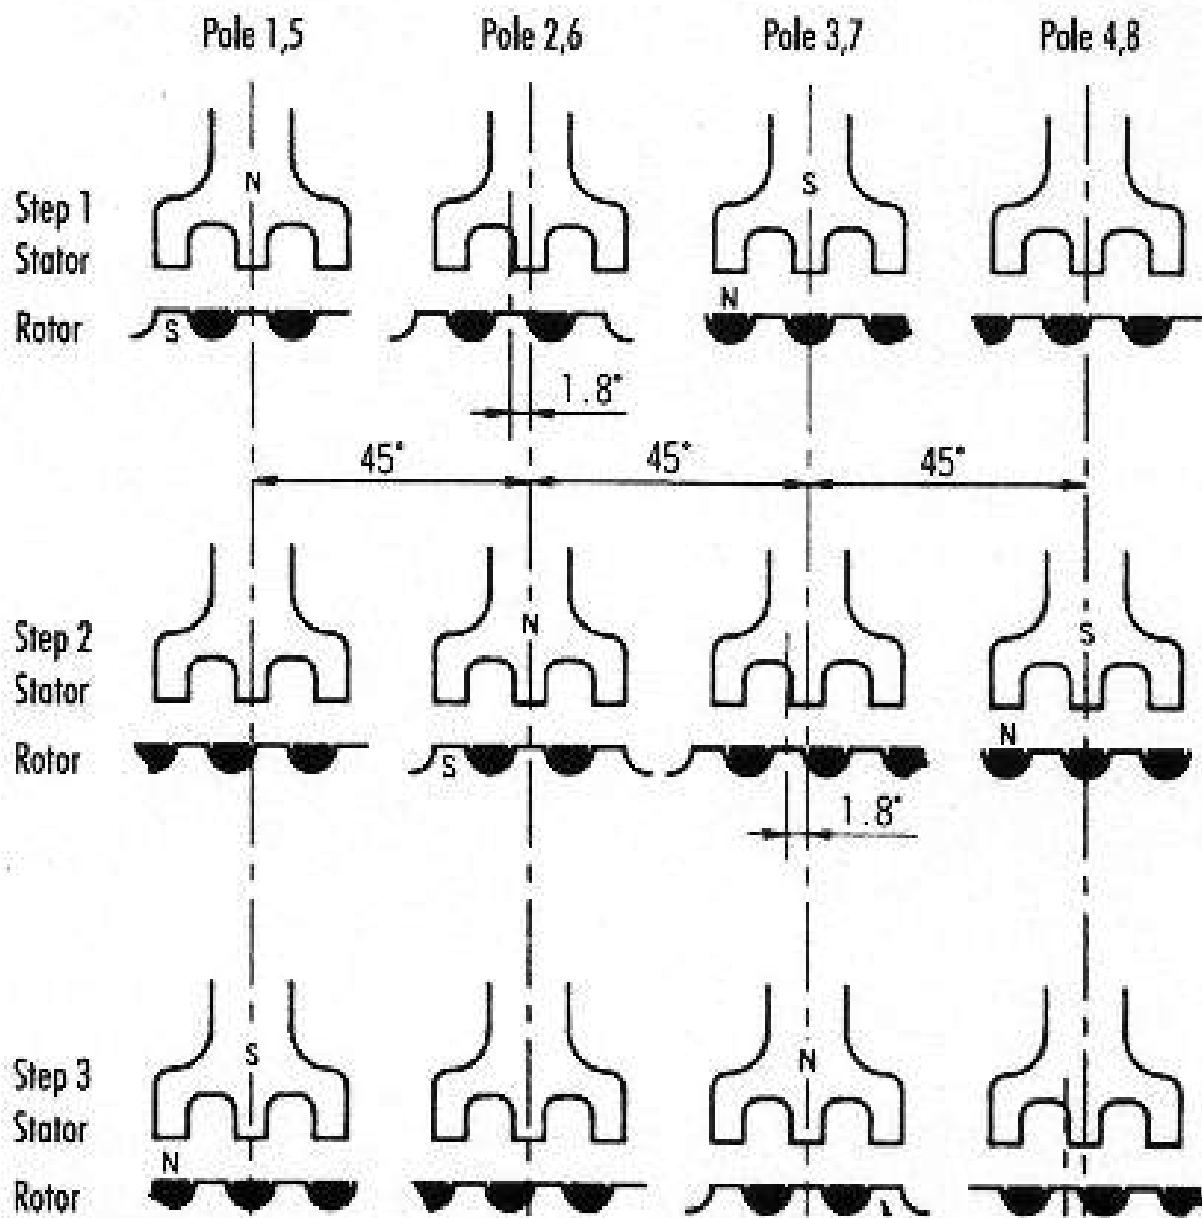 Pole 1,5 Pole 2,6 Pole 3,7 Pole 4,8
N S
Step 1
Stator
N
Rotor S
1.8°
45° 45° 45°
N S
Step 2
Stator
N
Rotor S
1.8°
S N
Step 3
Stator
N
Rotor